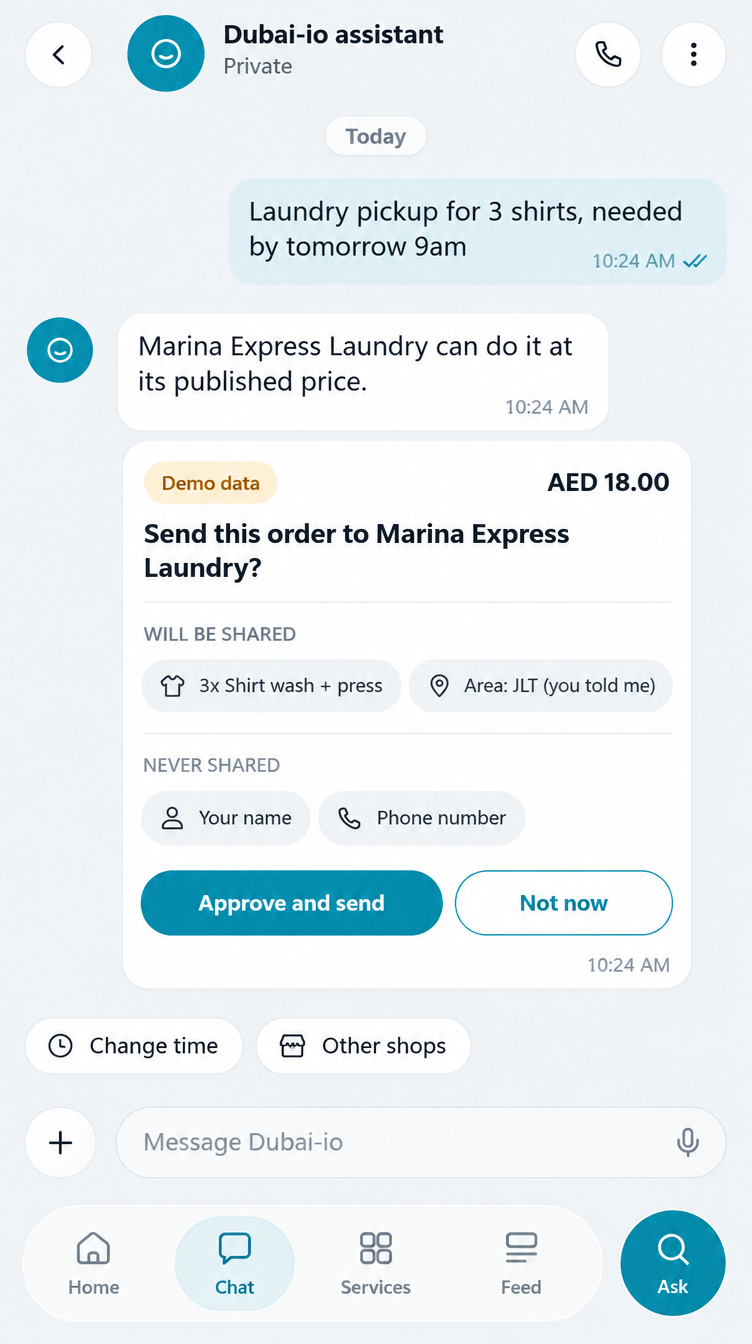 Dubai-io assistant
Private
Today
Laundry pickup for 3 shirts, needed
by tomorrow 9am
10:24 AM
Marina Express Laundry can do it at
its published price.
10:24 AM
Demo data
AED 18.00
Send this order to Marina Express
Laundry?
WILL BE SHARED
3x Shirt wash + press
Area: JLT (you told me)
NEVER SHARED
Your name
Phone number
Approve and send
Not now
10:24 AM
Change time
Other shops
Message Dubai-io
Home
Chat
Services
Feed
Ask